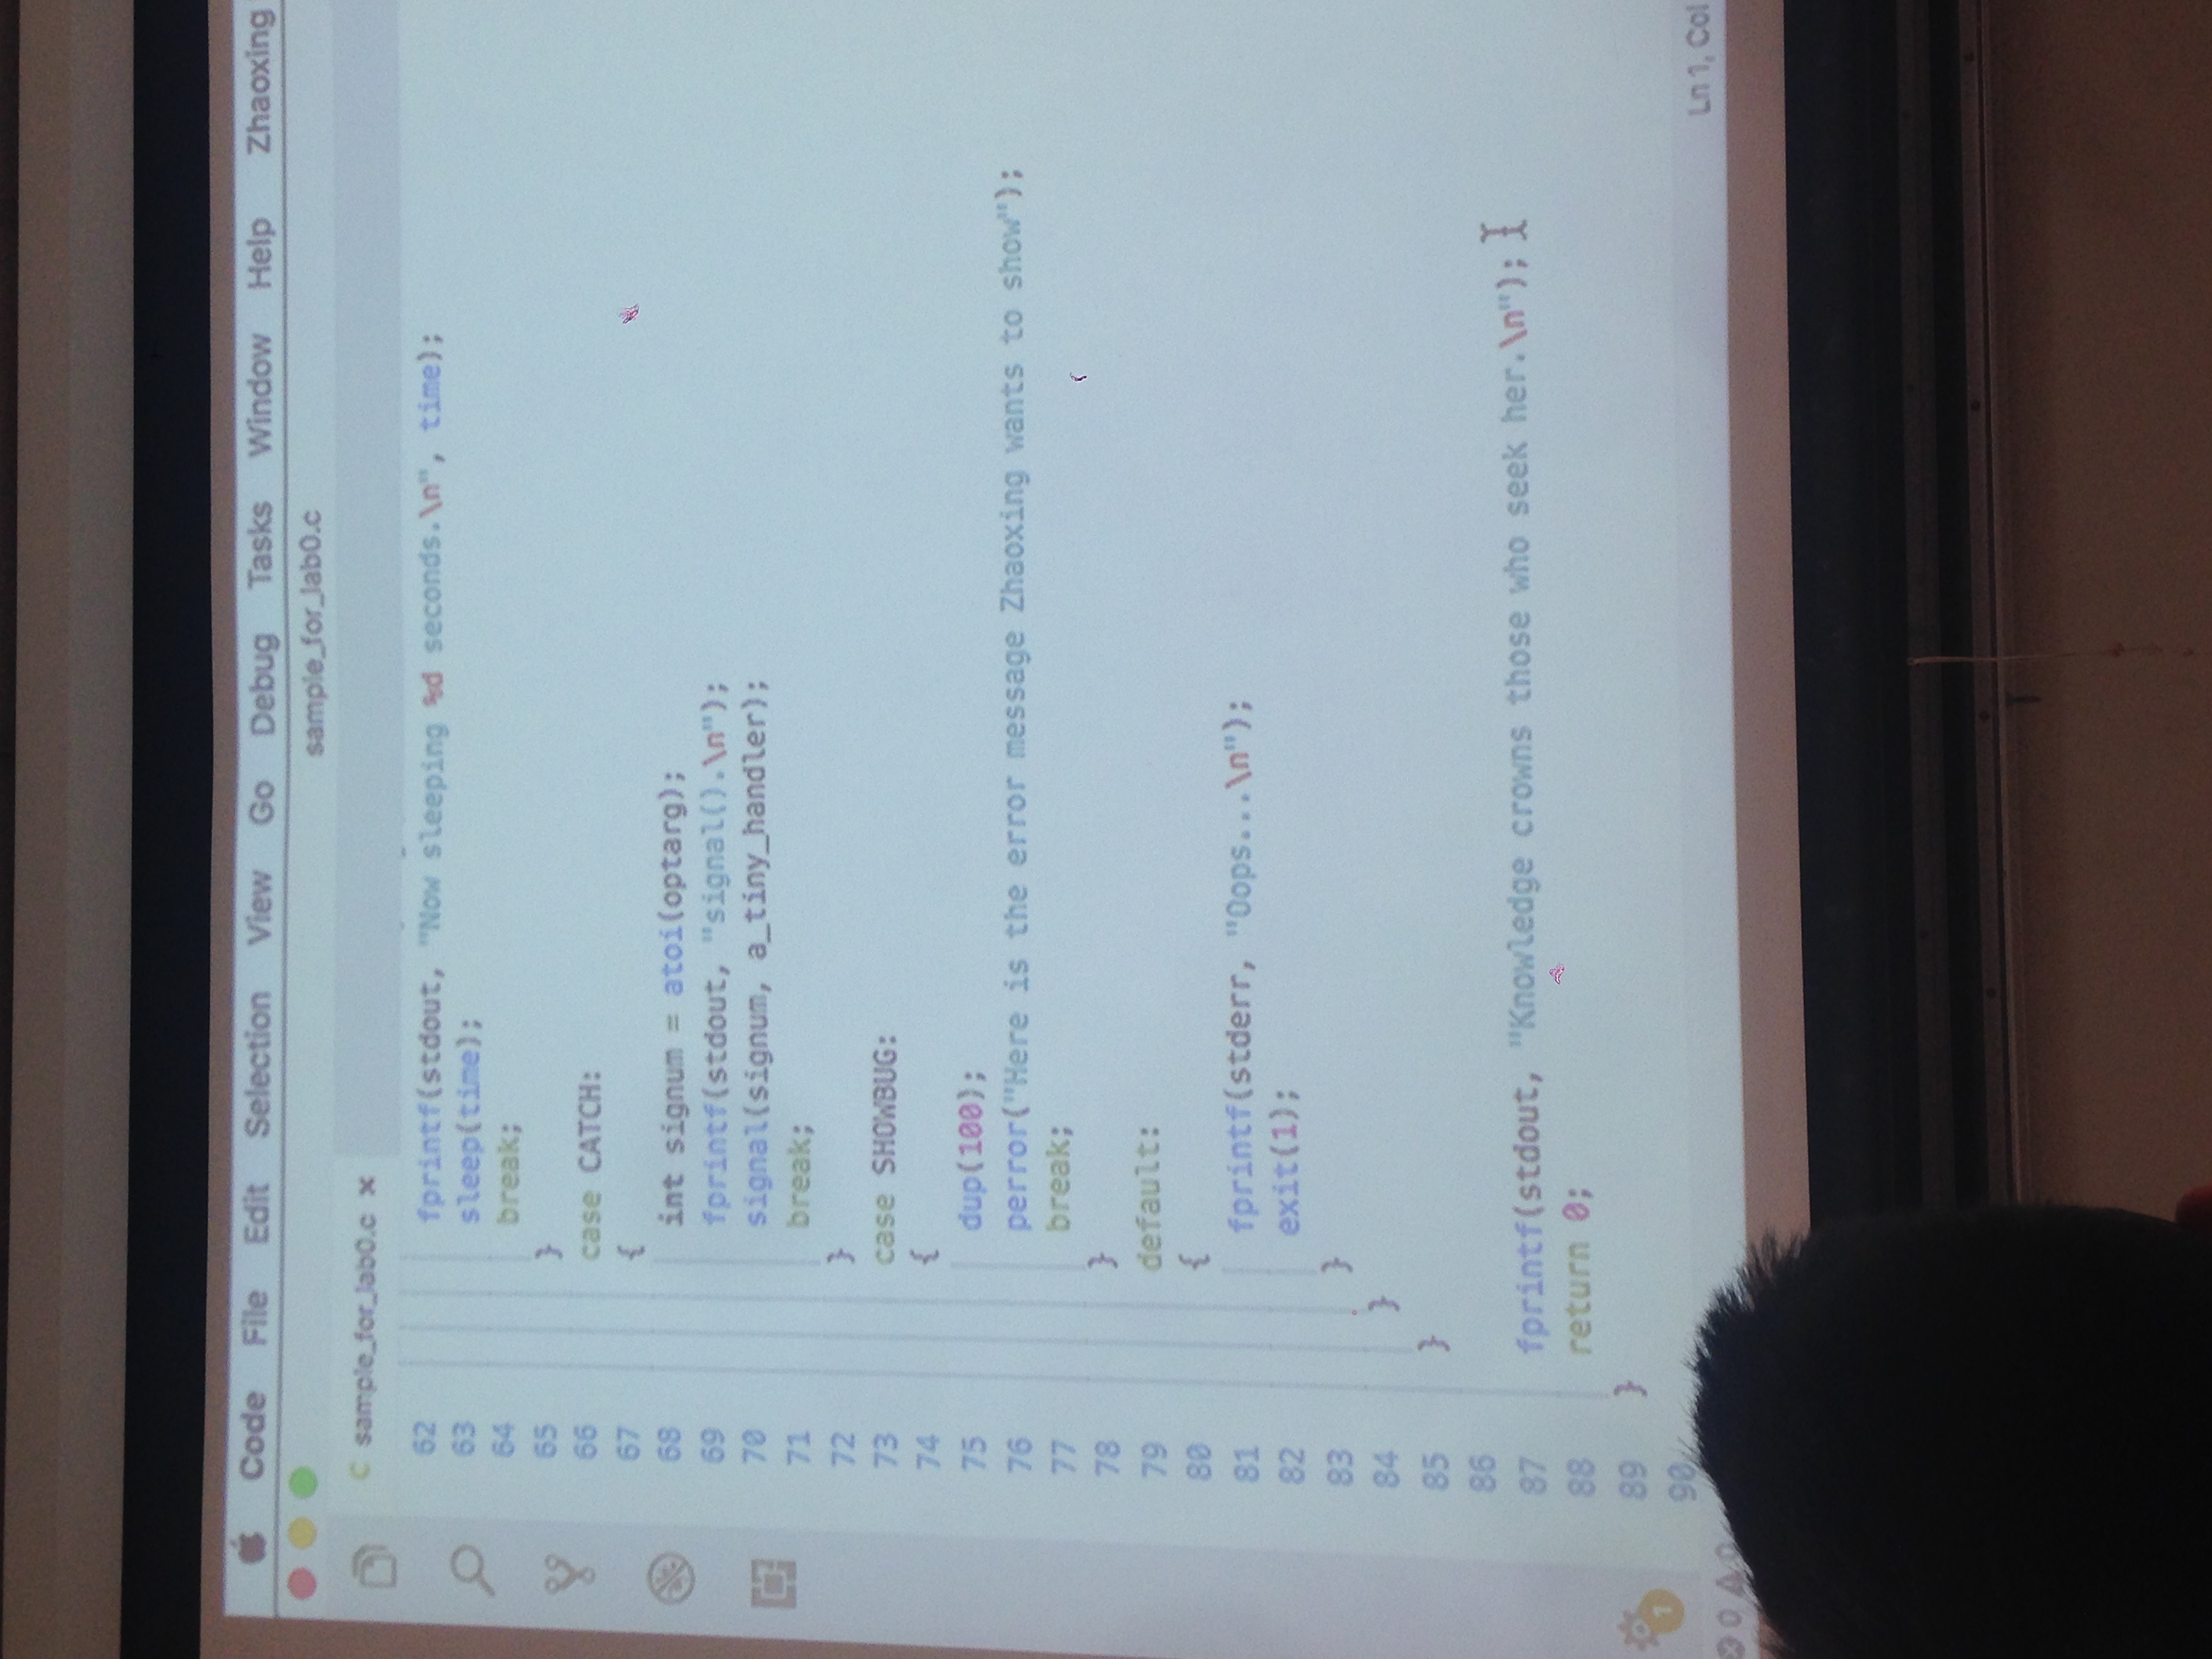 Code File Edit Selection View Go Debug Tasks Window Help Zhaoxing
sample_for_lab0.c
C sample_for_lab0.c ×
62 fprintf(stdout, "Now sleeping %d seconds.\n", time);
63 sleep(time);
64 break;
65 }
66 case CATCH:
67 {
68 int signum = atoi(optarg);
69 fprintf(stdout, "signal().\n");
70 signal(signum, a_tiny_handler);
71 break;
72 }
73 case SHOWBUG:
74 {
75 dup(100);
76 perror("Here is the error message Zhaoxing wants to show");
77 break;
78 }
79 default:
80 {
81 fprintf(stderr, "Oops...\n");
82 exit(1);
83 }
84 }
85 }
86
87 fprintf(stdout, "Knowledge crowns those who seek her.\n");
88 return 0;
89 }
1
90
Ln 1, Col
0 0